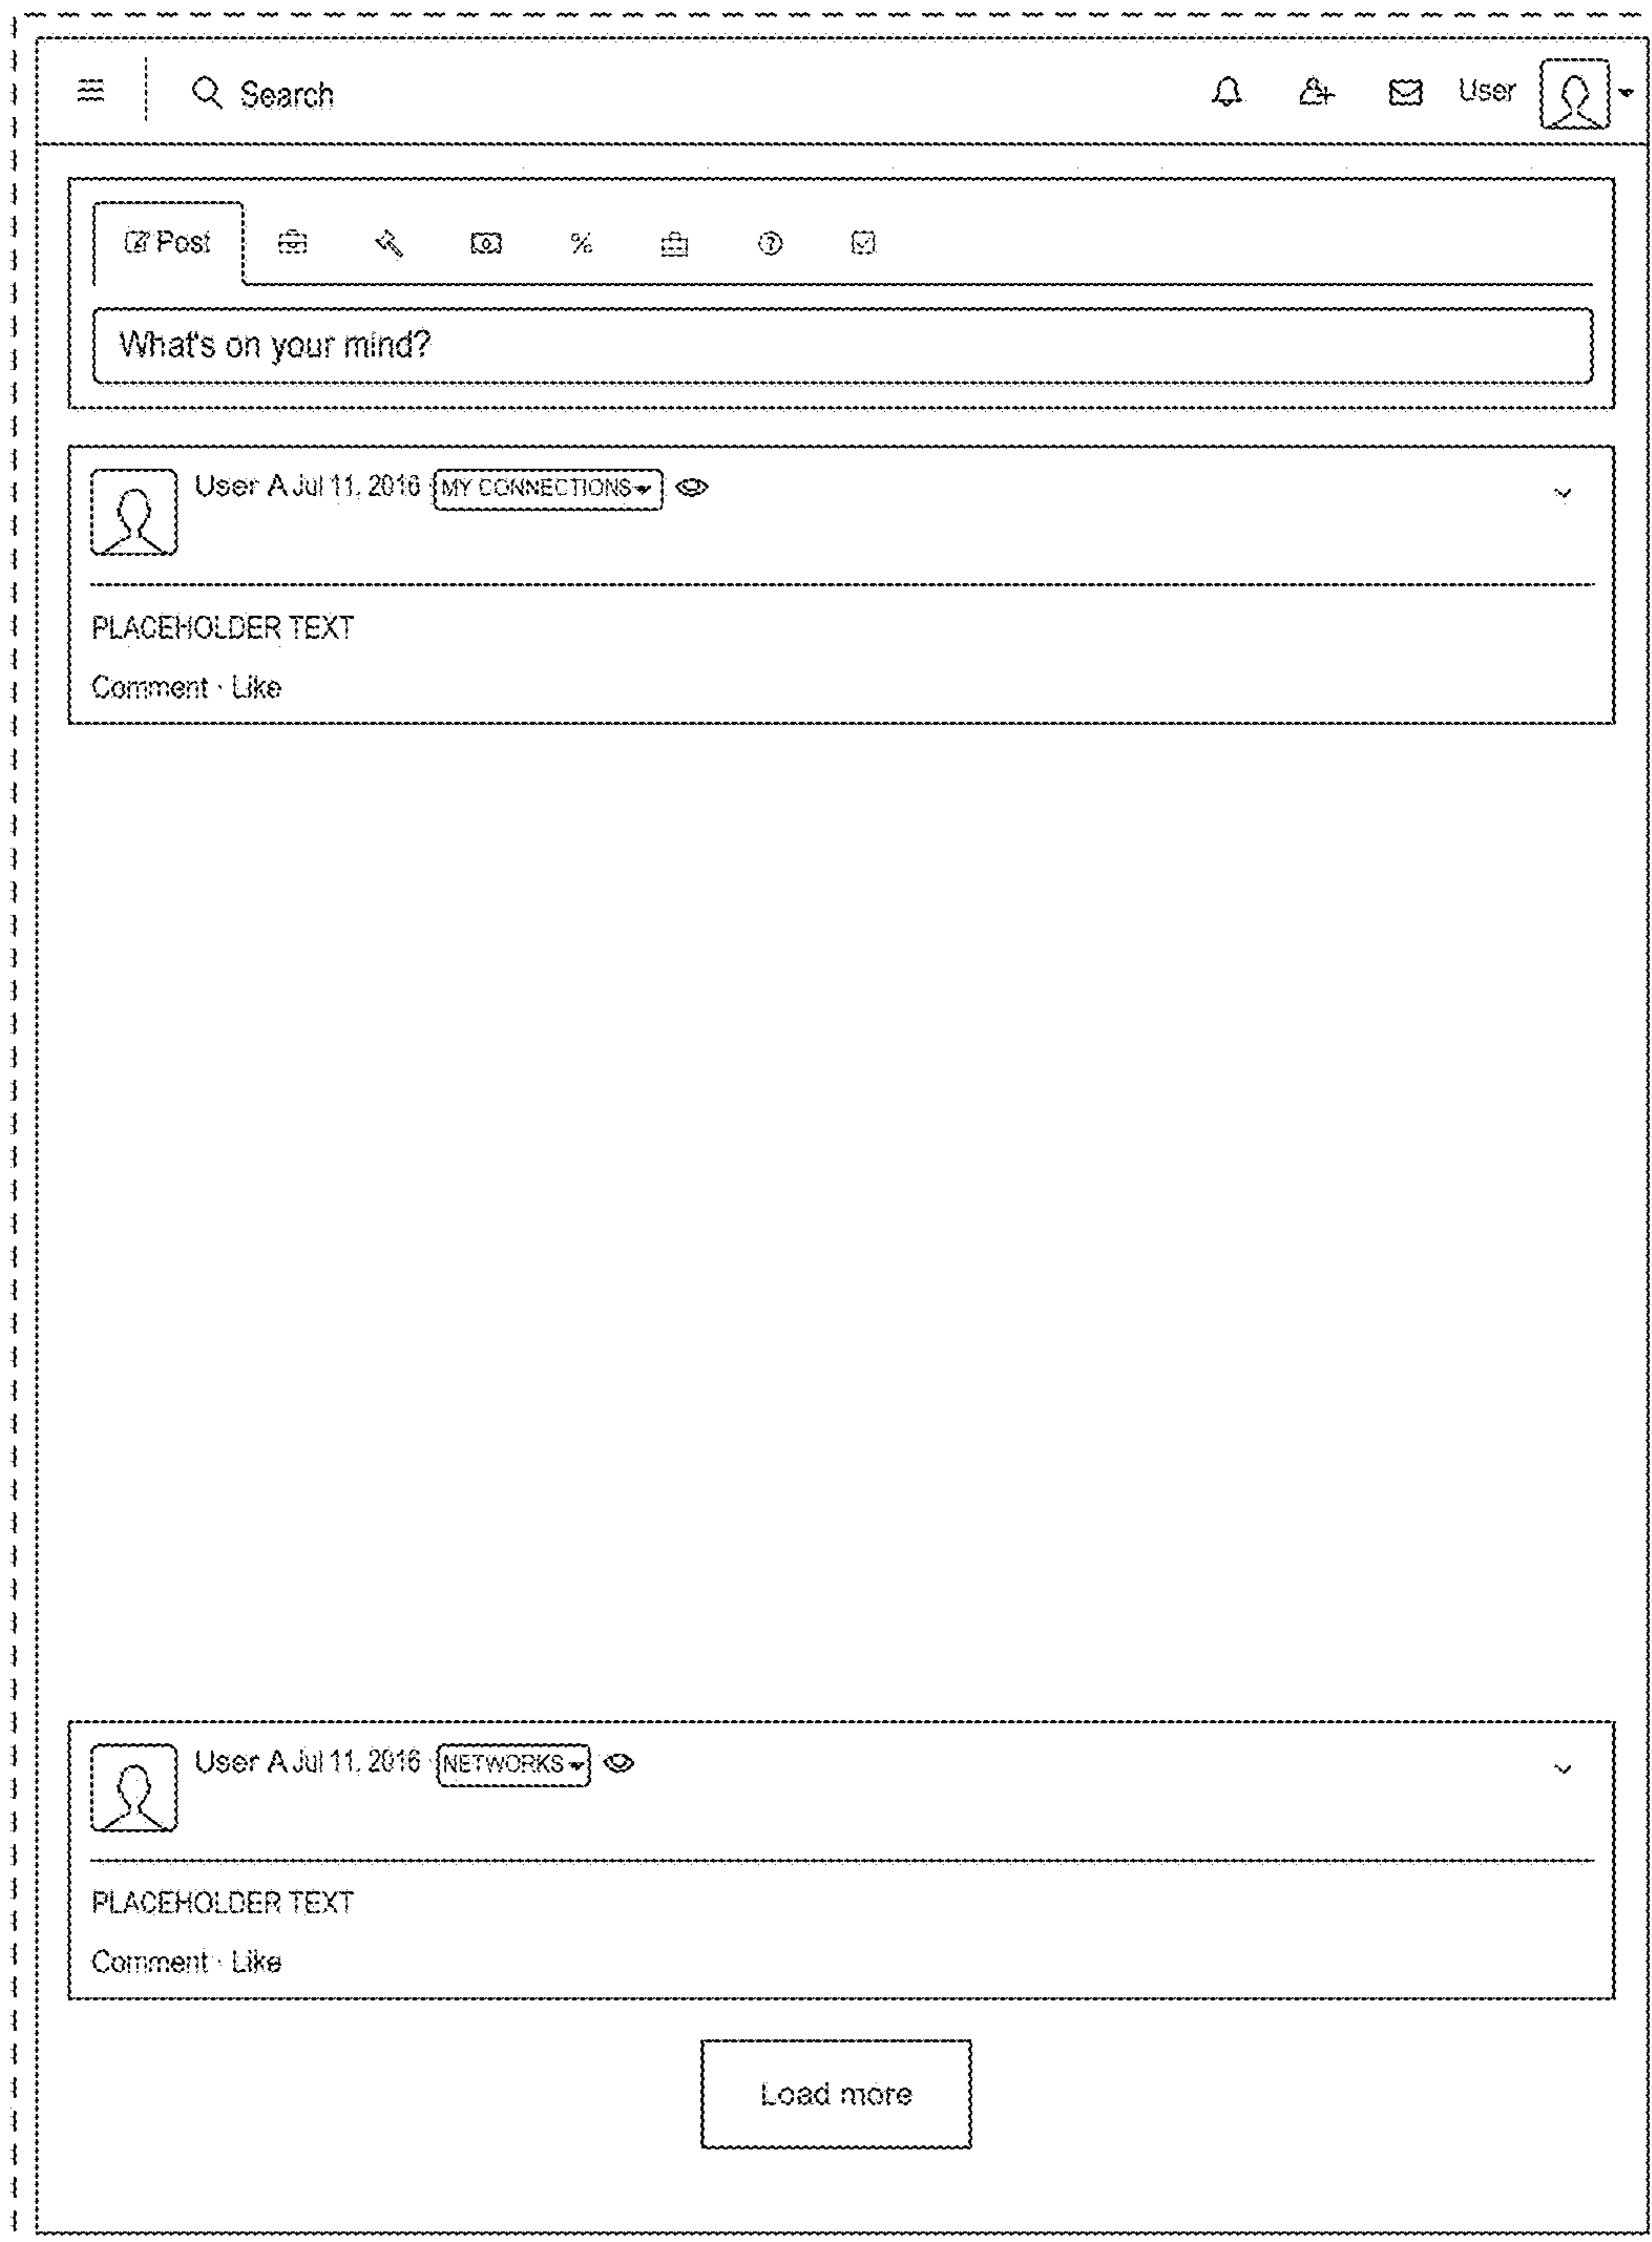 Search User
Post %
What's on your mind?
User A Jul 11, 2016 · MY CONNECTIONS
PLACEHOLDER TEXT
Comment · Like
User A Jul 11, 2016 · NETWORKS
PLACEHOLDER TEXT
Comment · Like
Load more